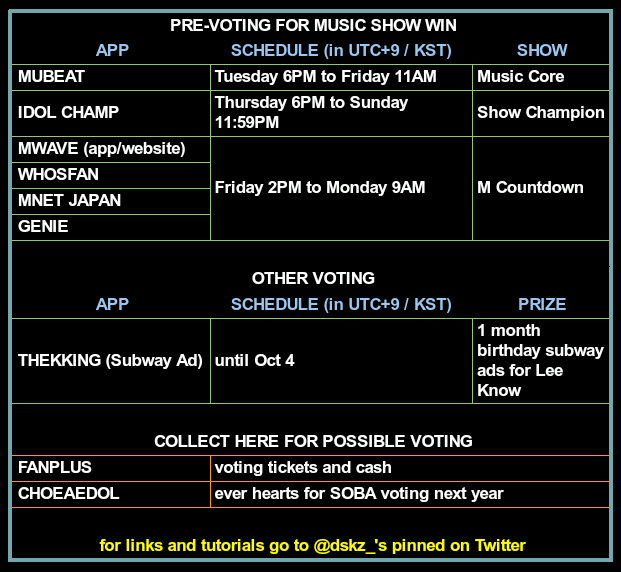 PRE-VOTING FOR MUSIC SHOW WIN
APP SCHEDULE (in UTC+9 / KST) SHOW
MUBEAT Tuesday 6PM to Friday 11AM Music Core
IDOL CHAMP Thursday 6PM to Sunday 11:59PM Show Champion
MWAVE (app/website)
WHOSFAN
Friday 2PM to Monday 9AM M Countdown
MNET JAPAN
GENIE
OTHER VOTING
APP SCHEDULE (in UTC+9 / KST) PRIZE
THEKKING (Subway Ad) until Oct 4
1 month
birthday subway
ads for Lee
Know
COLLECT HERE FOR POSSIBLE VOTING
FANPLUS voting tickets and cash
CHOEAEDOL ever hearts for SOBA voting next year
for links and tutorials go to @dskz_'s pinned on Twitter